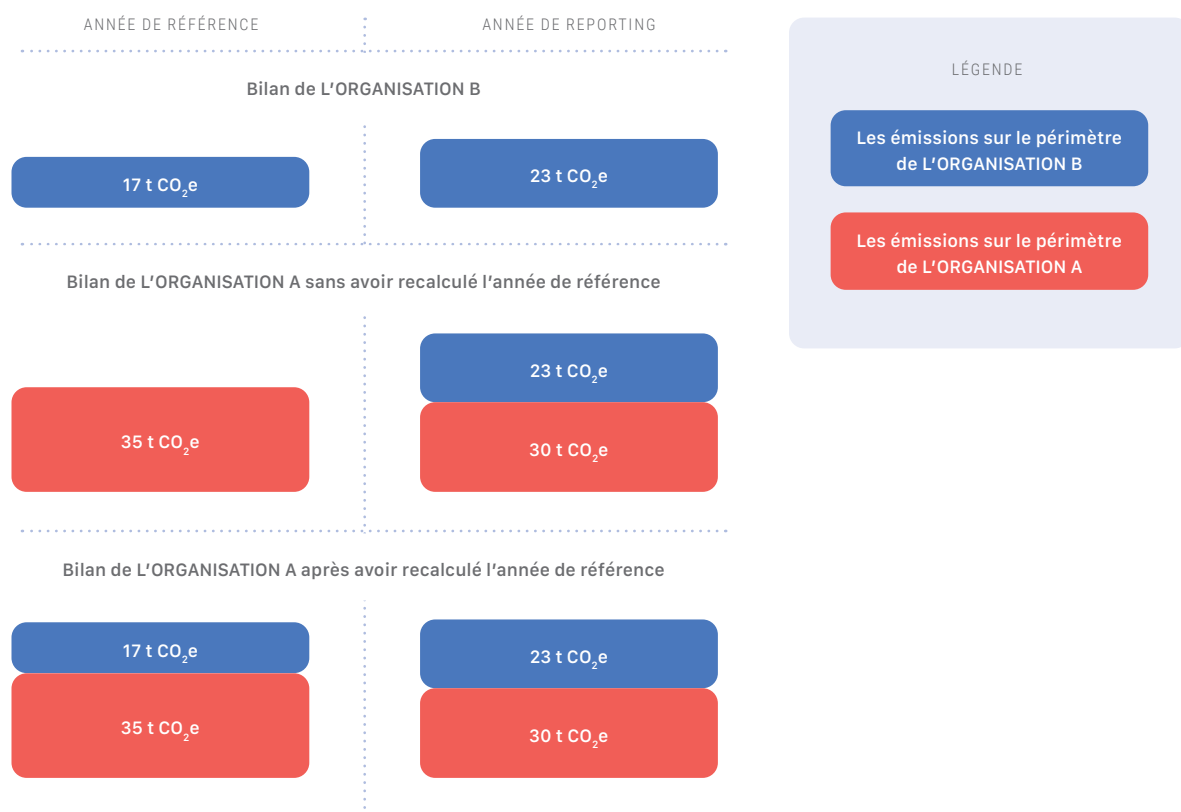 ANNÉE DE RÉFÉRENCE
ANNÉE DE REPORTING
Bilan de L'ORGANISATION B
17 t CO₂e
23 t CO₂e
Bilan de L'ORGANISATION A sans avoir recalculé l'année de référence
23 t CO₂e
35 t CO₂e
30 t CO₂e
Bilan de L'ORGANISATION A après avoir recalculé l'année de référence
17 t CO₂e
23 t CO₂e
35 t CO₂e
30 t CO₂e
LÉGENDE
Les émissions sur le périmètre
de L'ORGANISATION B
Les émissions sur le périmètre
de L'ORGANISATION A